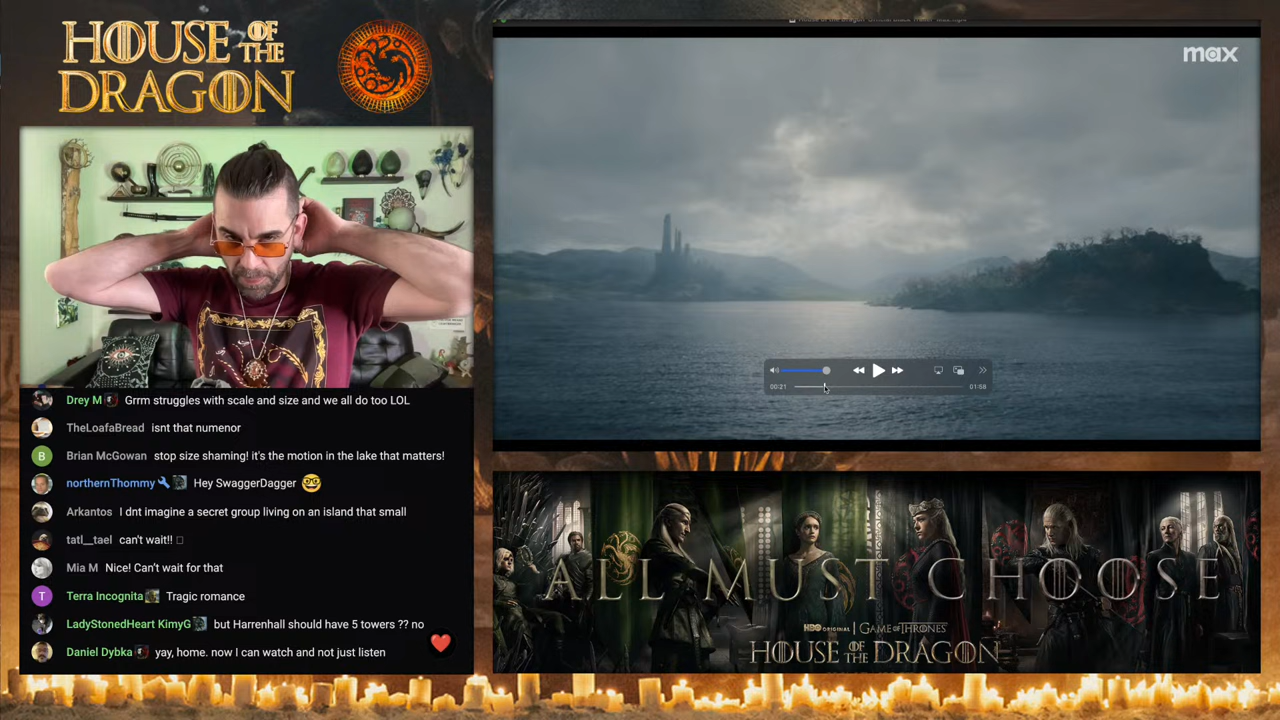 HOUSE OF THE
DRAGON
max
00:21
01:58
Drey M Grrm struggles with scale and size and we all do too LOL
TheLoafaBread isnt that numenor
Brian McGowan stop size shaming! it's the motion in the lake that matters!
northernThommy Hey SwaggerDagger
Arkantos I dnt imagine a secret group living on an island that small
tatl__tael can't wait!!
Mia M Nice! Can't wait for that
Terra Incognita Tragic romance
LadyStonedHeart KimyG but Harrenhall should have 5 towers ?? no
Daniel Dybka yay, home. now I can watch and not just listen
B
T
ALL MUST CHOOSE
HBO ORIGINAL | GAME OF THRONES
HOUSE OF THE DRAGON